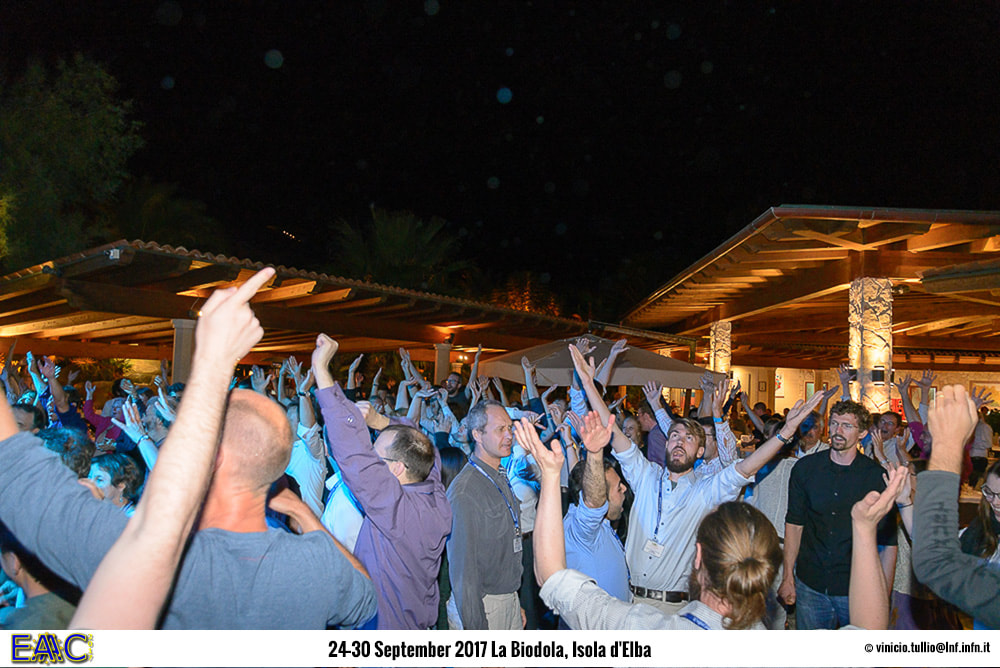 EAAC
24-30 September 2017 La Biodola, Isola d'Elba
© vinicio.tullio@lnf.infn.it